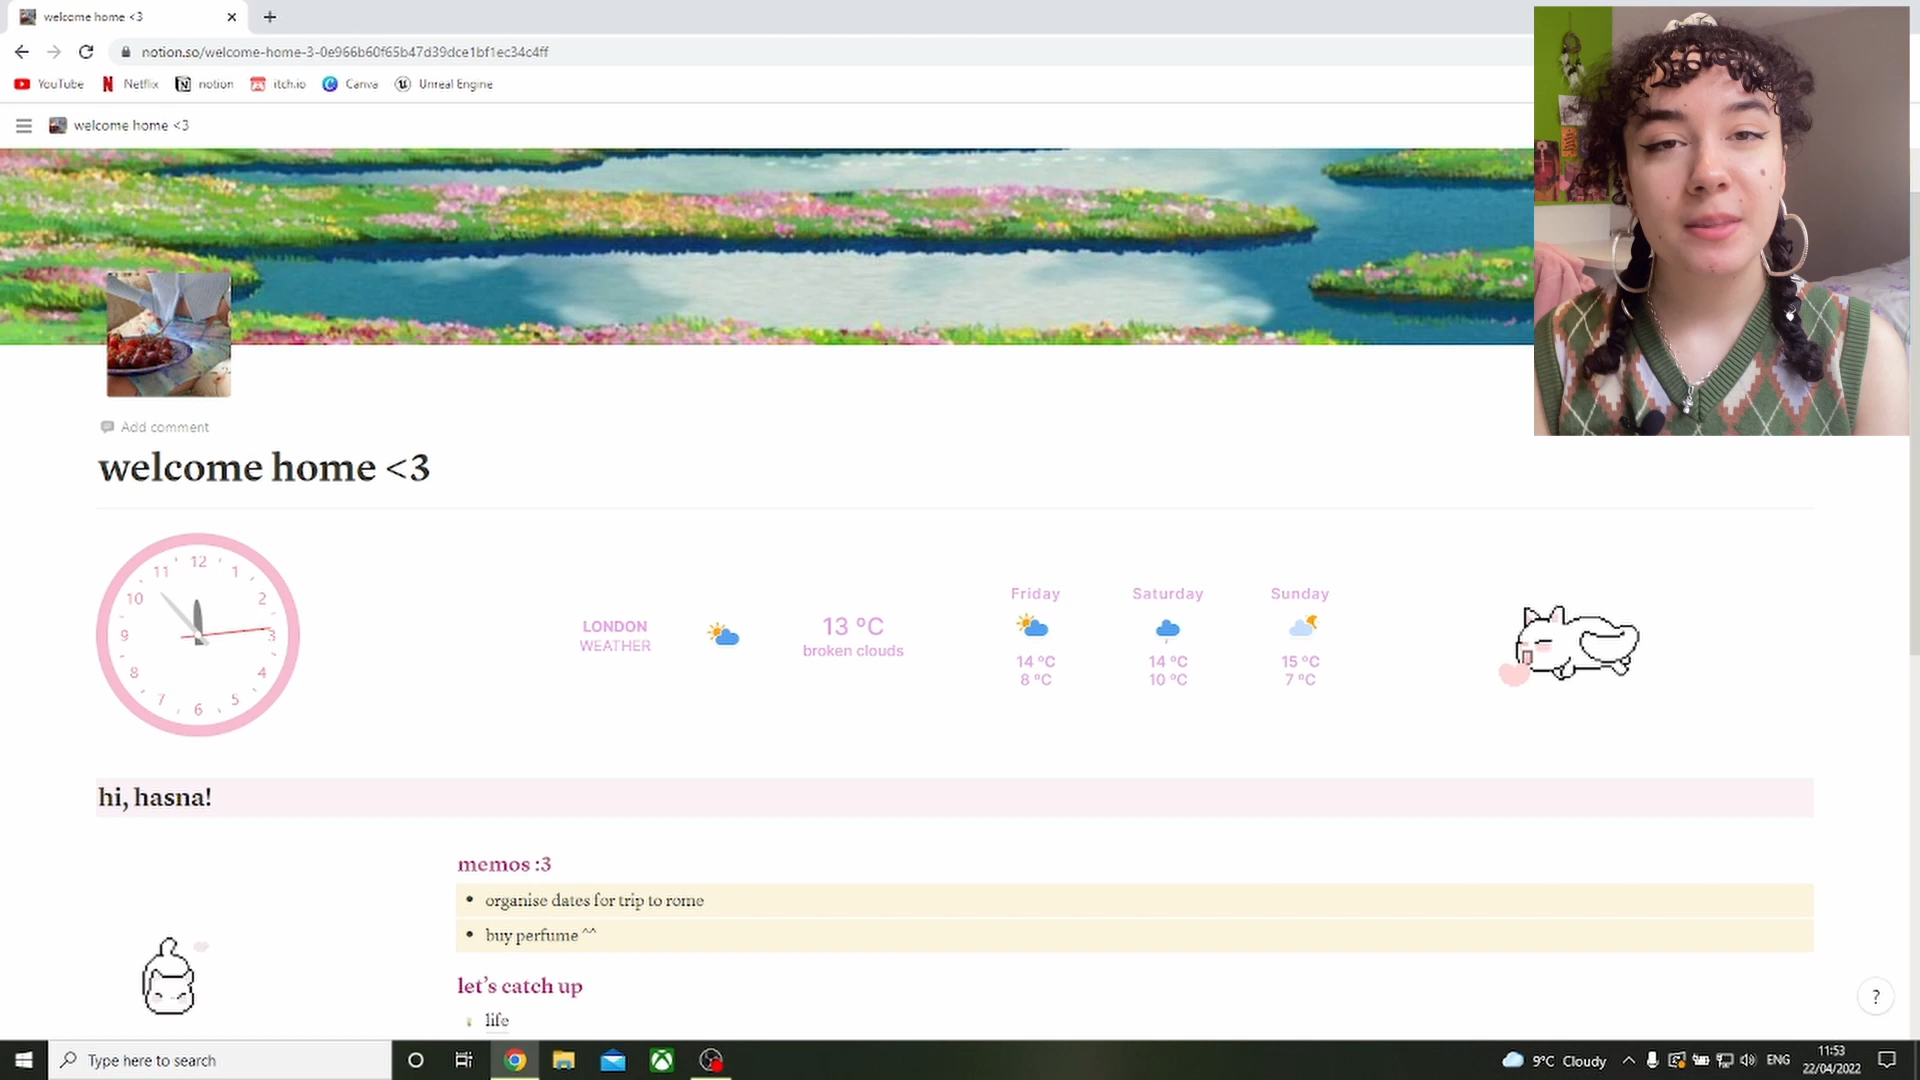 welcome home <3
notion.so/welcome-home-3-0e966b60f65b47d39dce1bf1ec34c4ff
YouTube Netflix notion itch.io Canva Unreal Engine
welcome home <3
Add comment
welcome home <3
12
11 1
10 2
9 3
8 4
7 5
6
LONDON
WEATHER
13 °C
broken clouds
Friday Saturday Sunday
14 °C 14 °C 15 °C
8 °C 10 °C 7 °C
hi, hasna!
memos :3
• organise dates for trip to rome
• buy perfume ^^
let's catch up
life
?
Type here to search
9°C Cloudy
ENG
11:53
22/04/2022